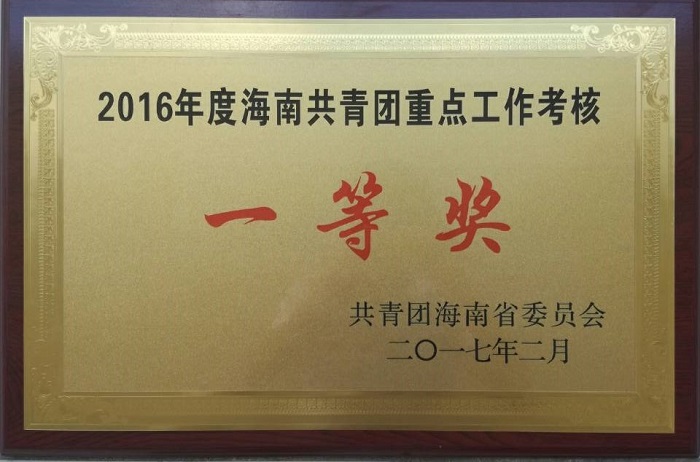 2016年度海南共青团重点工作考核
一等奖
共青团海南省委员会
二〇一七年二月